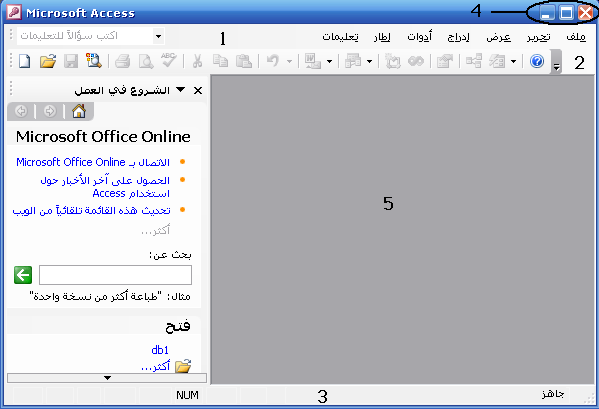 Microsoft Access
4
ملف تحرير عرض إدراج أدوات إطار تعليمات
1
اكتب سؤالاً للتعليمات
2
الشروع في العمل
Microsoft Office Online
الاتصال بـ Microsoft Office Online
الحصول على آخر الأخبار حول
استخدام Access
تحديث هذه القائمة تلقائياً من الويب
أكثر...
بحث عن:
مثال: "طباعة أكثر من نسخة واحدة"
فتح
db1
أكثر...
5
جاهز
3
NUM